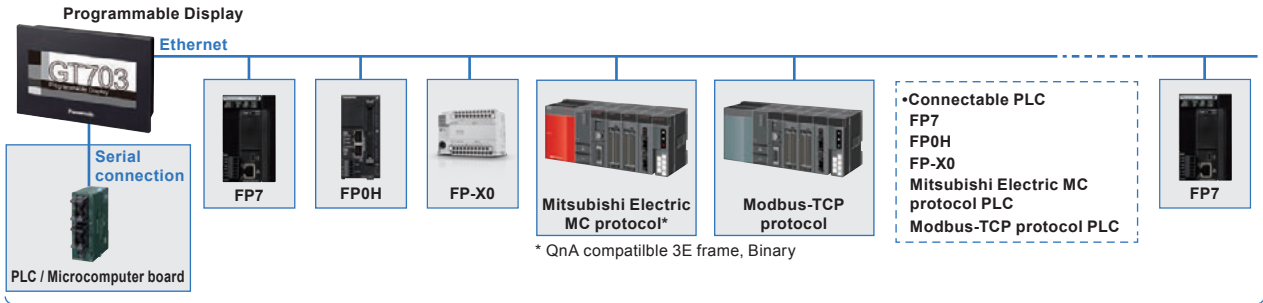 Programmable Display
Ethernet
GT703
Programmable Display
Panasonic
Serial
connection
PLC / Microcomputer board
FP7
FP0H
FP-X0
Mitsubishi Electric
MC protocol*
* QnA compatilble 3E frame, Binary
Modbus-TCP
protocol
•Connectable PLC
FP7
FP0H
FP-X0
Mitsubishi Electric MC
protocol PLC
Modbus-TCP protocol PLC
FP7